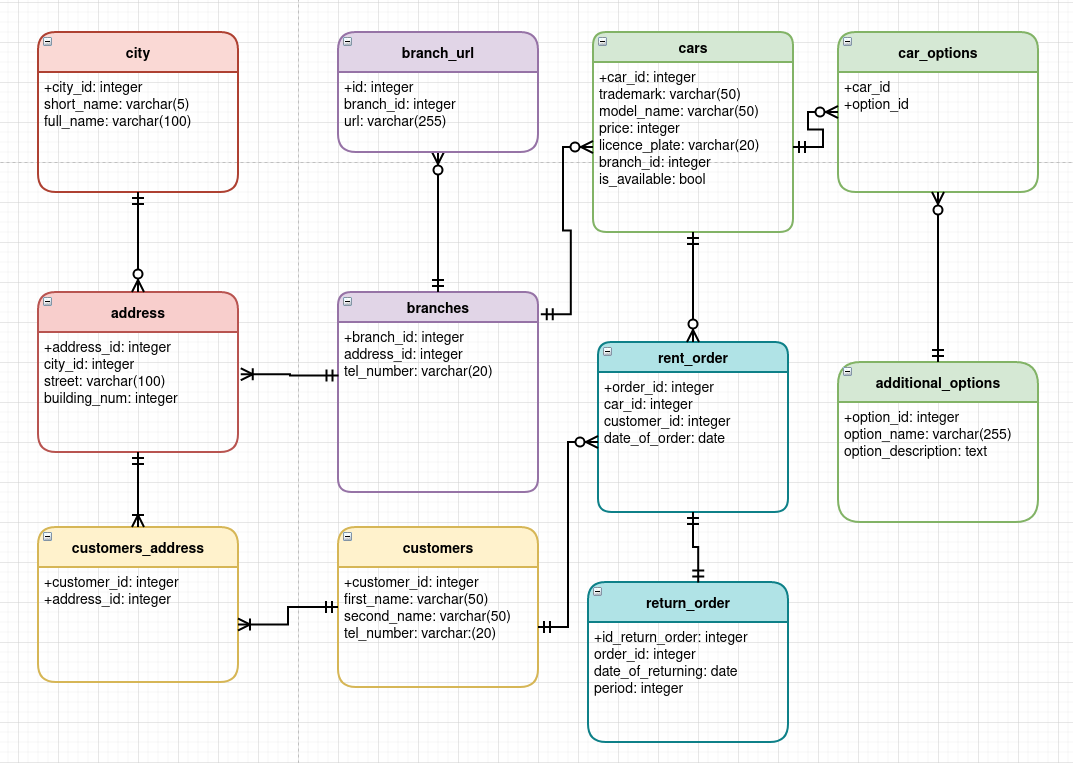 city
+city_id: integer
short_name: varchar(5)
full_name: varchar(100)
branch_url
+id: integer
branch_id: integer
url: varchar(255)
cars
+car_id: integer
trademark: varchar(50)
model_name: varchar(50)
price: integer
licence_plate: varchar(20)
branch_id: integer
is_available: bool
car_options
+car_id
+option_id
address
+address_id: integer
city_id: integer
street: varchar(100)
building_num: integer
branches
+branch_id: integer
address_id: integer
tel_number: varchar(20)
rent_order
+order_id: integer
car_id: integer
customer_id: integer
date_of_order: date
additional_options
+option_id: integer
option_name: varchar(255)
option_description: text
customers_address
+customer_id: integer
+address_id: integer
customers
+customer_id: integer
first_name: varchar(50)
second_name: varchar(50)
tel_number: varchar:(20)
return_order
+id_return_order: integer
order_id: integer
date_of_returning: date
period: integer